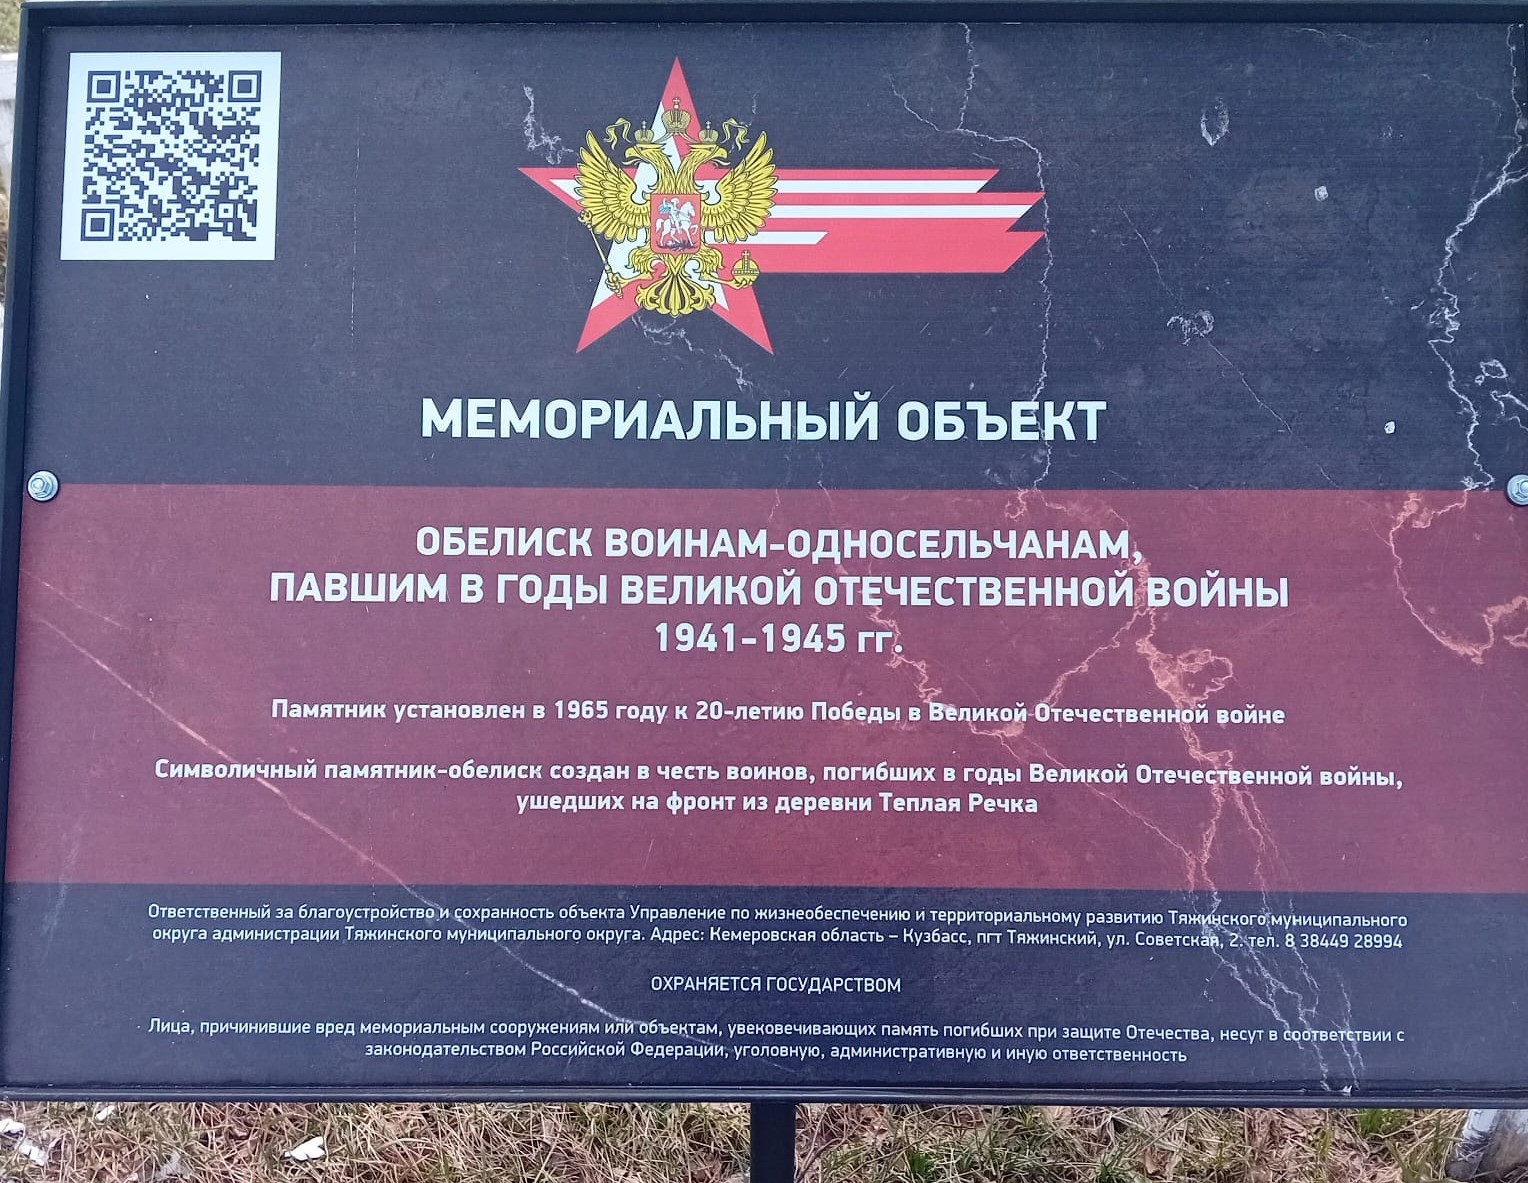 МЕМОРИАЛЬНЫЙ ОБЪЕКТ
ОБЕЛИСК ВОИНАМ-ОДНОСЕЛЬЧАНАМ,
ПАВШИМ В ГОДЫ ВЕЛИКОЙ ОТЕЧЕСТВЕННОЙ ВОЙНЫ
1941-1945 гг.
Памятник установлен в 1965 году к 20-летию Победы в Великой Отечественной войне
Символичный памятник-обелиск создан в честь воинов, погибших в годы Великой Отечественной войны,
ушедших на фронт из деревни Теплая Речка
Ответственный за благоустройство и сохранность объекта Управление по жизнеобеспечению и территориальному развитию Тяжинского муниципального
округа администрации Тяжинского муниципального округа. Адрес: Кемеровская область – Кузбасс, пгт Тяжинский, ул. Советская, 2. тел. 8 38449 28994
ОХРАНЯЕТСЯ ГОСУДАРСТВОМ
Лица, причинившие вред мемориальным сооружениям или объектам, увековечивающих память погибших при защите Отечества, несут в соответствии с
законодательством Российской Федерации, уголовную, административную и иную ответственность